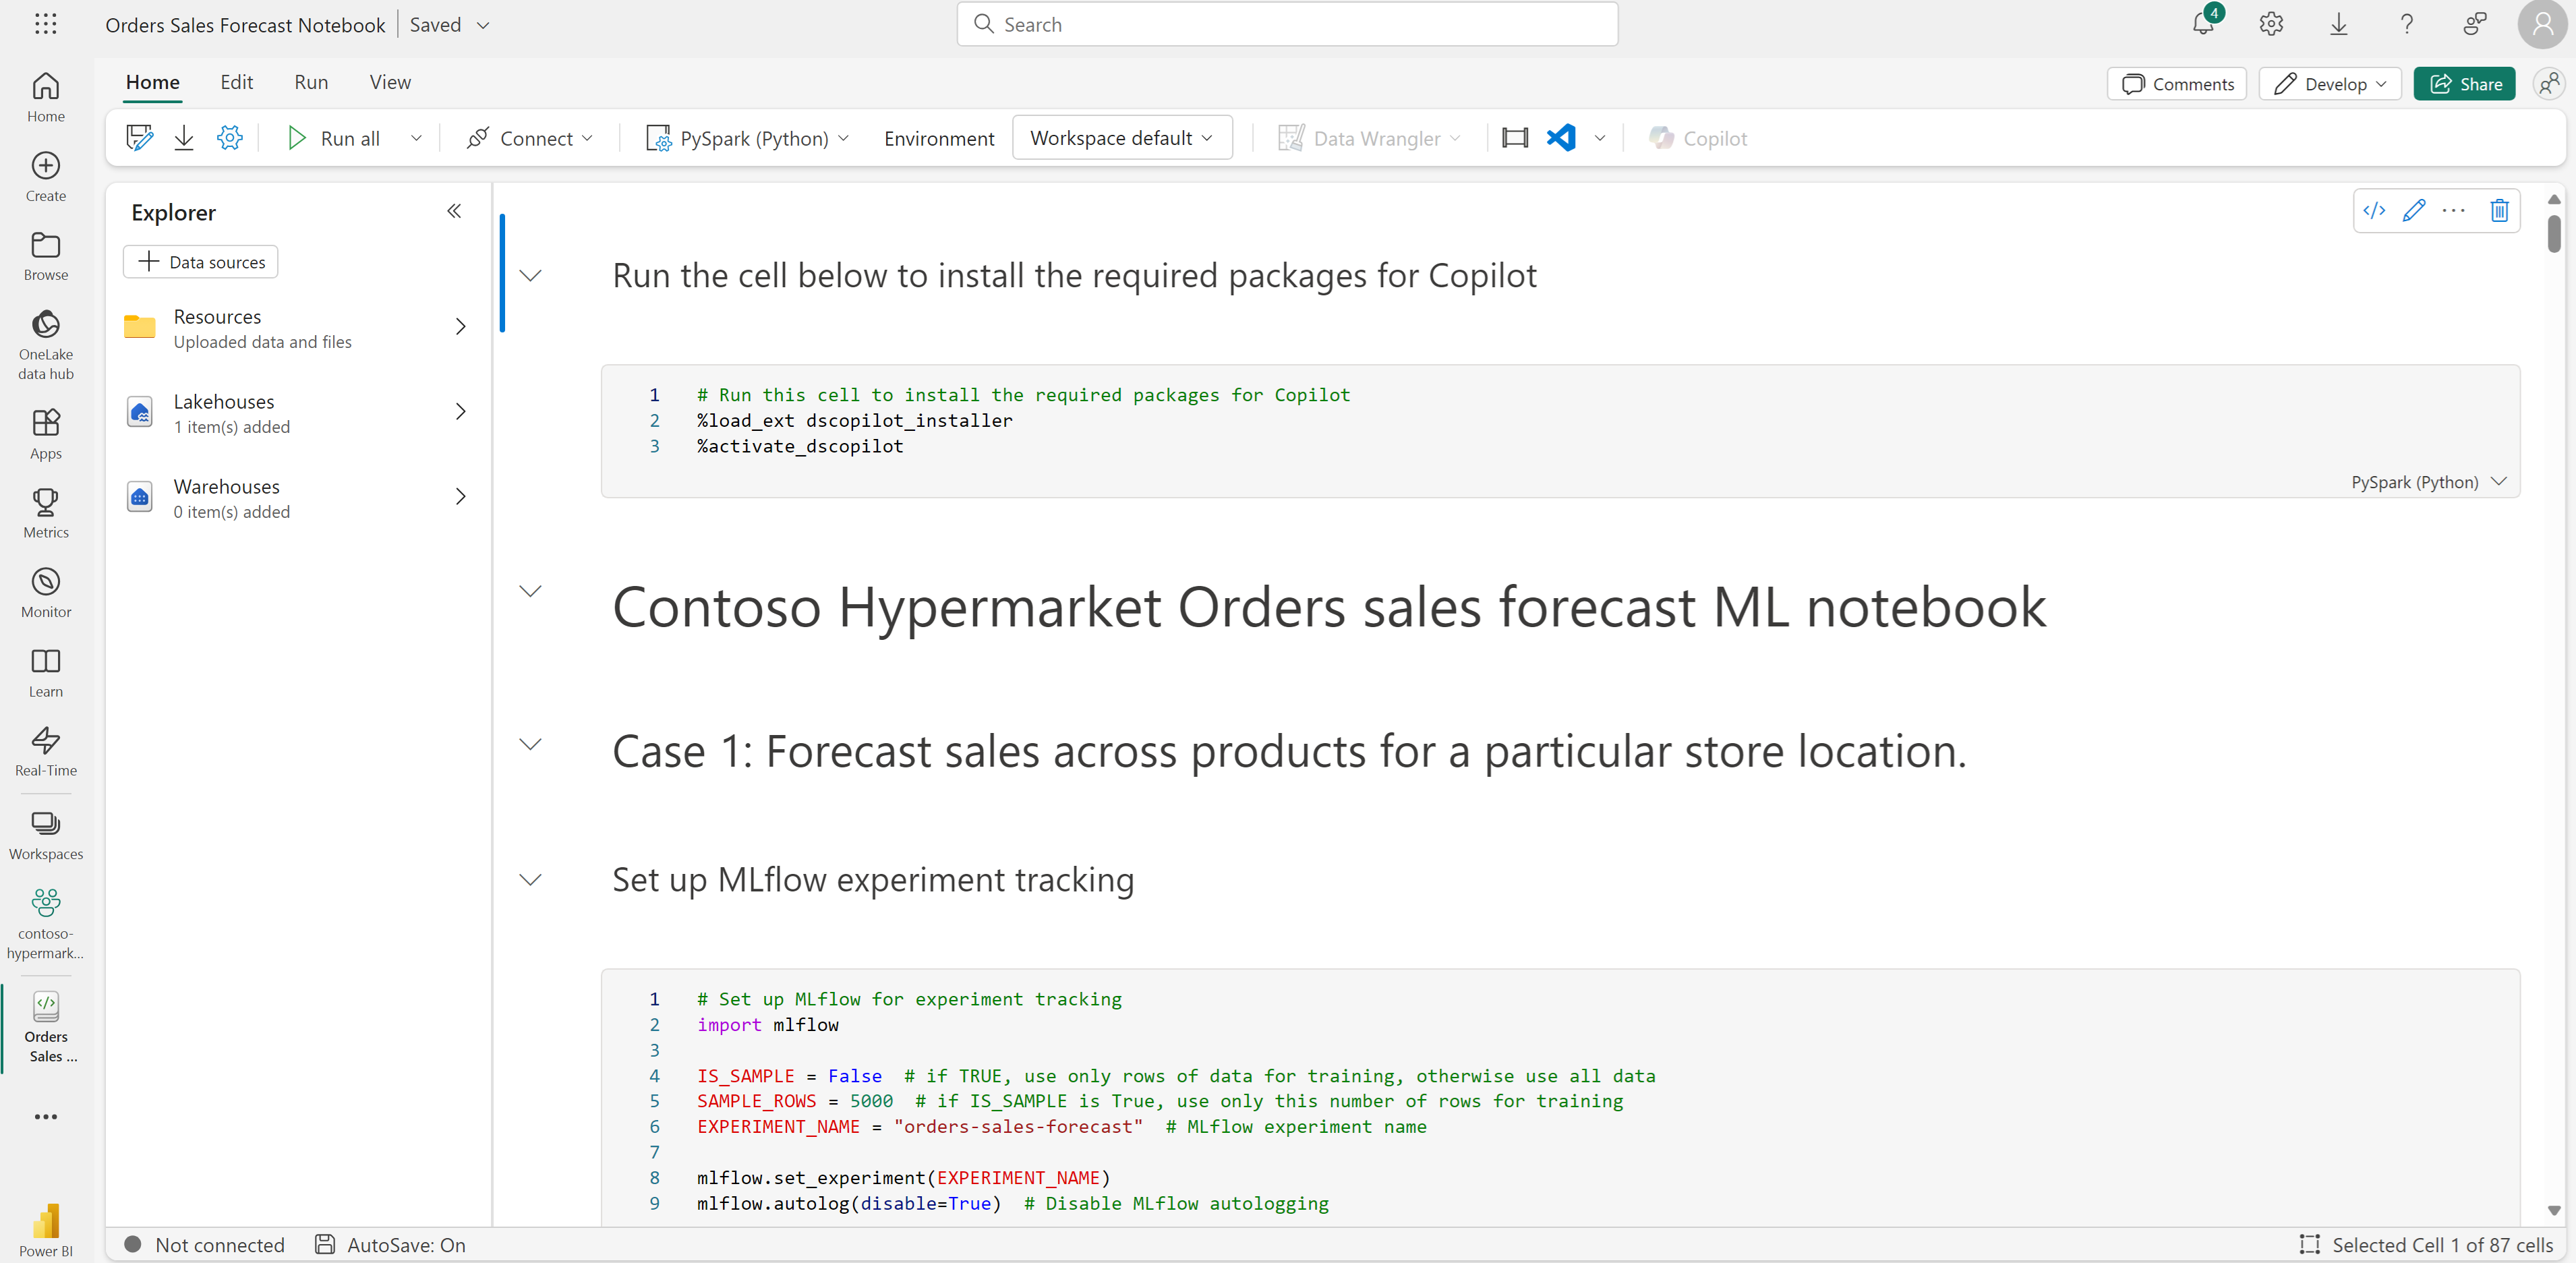 Orders Sales Forecast Notebook | Saved
Search
4
Home
Edit
Run
View
Comments
Develop
Share
Run all
Connect
PySpark (Python)
Environment
Workspace default
Data Wrangler
Copilot
Home
Create
Browse
OneLake
data hub
Apps
Metrics
Monitor
Learn
Real-Time
Workspaces
contoso-
hypermark...
Orders
Sales ...
Power BI
Explorer
Data sources
Resources
Uploaded data and files
Lakehouses
1 item(s) added
Warehouses
0 item(s) added
Run the cell below to install the required packages for Copilot
1 # Run this cell to install the required packages for Copilot
2 %load_ext dscopilot_installer
3 %activate_dscopilot
PySpark (Python)
Contoso Hypermarket Orders sales forecast ML notebook
Case 1: Forecast sales across products for a particular store location.
Set up MLflow experiment tracking
1 # Set up MLflow for experiment tracking
2 import mlflow
3
4 IS_SAMPLE = False  # if TRUE, use only rows of data for training, otherwise use all data
5 SAMPLE_ROWS = 5000  # if IS_SAMPLE is True, use only this number of rows for training
6 EXPERIMENT_NAME = "orders-sales-forecast"  # MLflow experiment name
7
8 mlflow.set_experiment(EXPERIMENT_NAME)
9 mlflow.autolog(disable=True)  # Disable MLflow autologging
Not connected
AutoSave: On
Selected Cell 1 of 87 cells